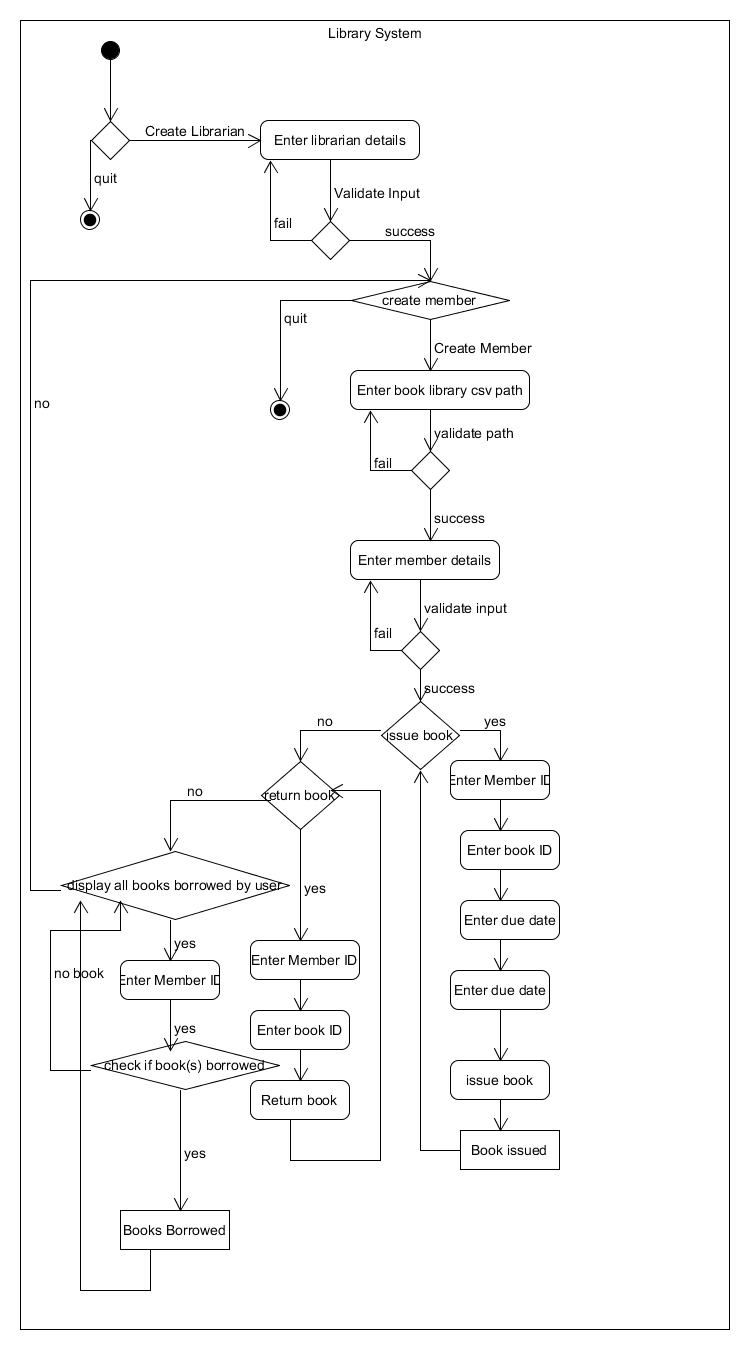 Library System
Create Librarian
Enter librarian details
quit
Validate Input
fail
success
create member
quit
Create Member
no
Enter book library csv path
validate path
fail
success
Enter member details
validate input
fail
success
no
issue book
yes
Enter Member ID
return book
no
Enter book ID
display all books borrowed by user
yes
Enter due date
yes
Enter Member ID
Enter Member ID
no book
Enter due date
yes
Enter book ID
check if book(s) borrowed
issue book
Return book
yes
Book issued
Books Borrowed